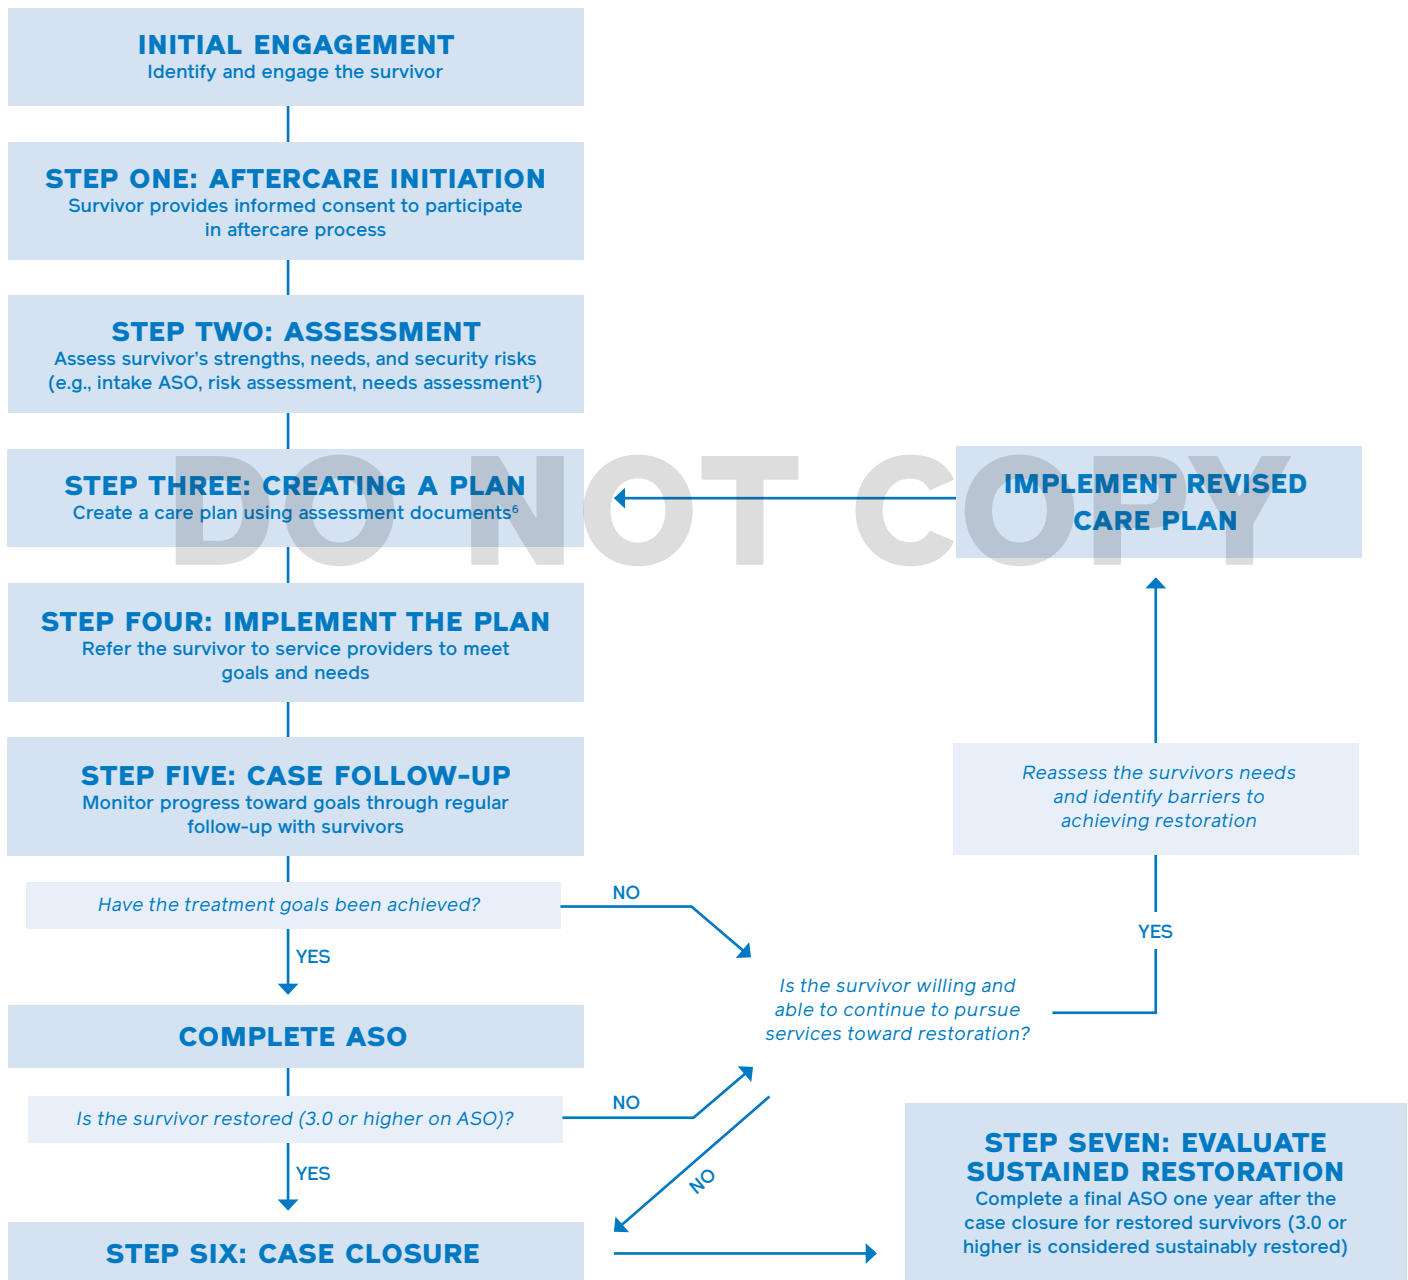 INITIAL ENGAGEMENT
Identify and engage the survivor
STEP ONE: AFTERCARE INITIATION
Survivor provides informed consent to participate
in aftercare process
STEP TWO: ASSESSMENT
Assess survivor's strengths, needs, and security risks
(e.g., intake ASO, risk assessment, needs assessment⁵)
STEP THREE: CREATING A PLAN
Create a care plan using assessment documents⁶
IMPLEMENT REVISED
CARE PLAN
DO NOT COPY
STEP FOUR: IMPLEMENT THE PLAN
Refer the survivor to service providers to meet
goals and needs
STEP FIVE: CASE FOLLOW-UP
Monitor progress toward goals through regular
follow-up with survivors
Reassess the survivors needs
and identify barriers to
achieving restoration
Have the treatment goals been achieved?
NO
YES
YES
Is the survivor willing and
able to continue to pursue
services toward restoration?
COMPLETE ASO
Is the survivor restored (3.0 or higher on ASO)?
NO
YES
NO
STEP SIX: CASE CLOSURE
STEP SEVEN: EVALUATE
SUSTAINED RESTORATION
Complete a final ASO one year after the
case closure for restored survivors (3.0 or
higher is considered sustainably restored)